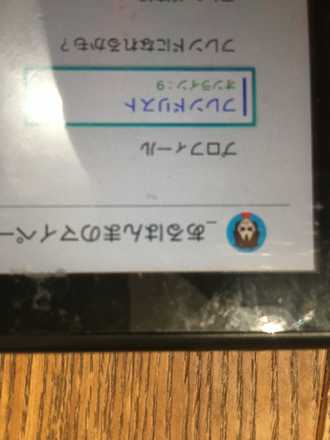 _あるはんまのマイペー
プロフィール
フレンドリスト
オンライン:9
フレンドになれるかも?